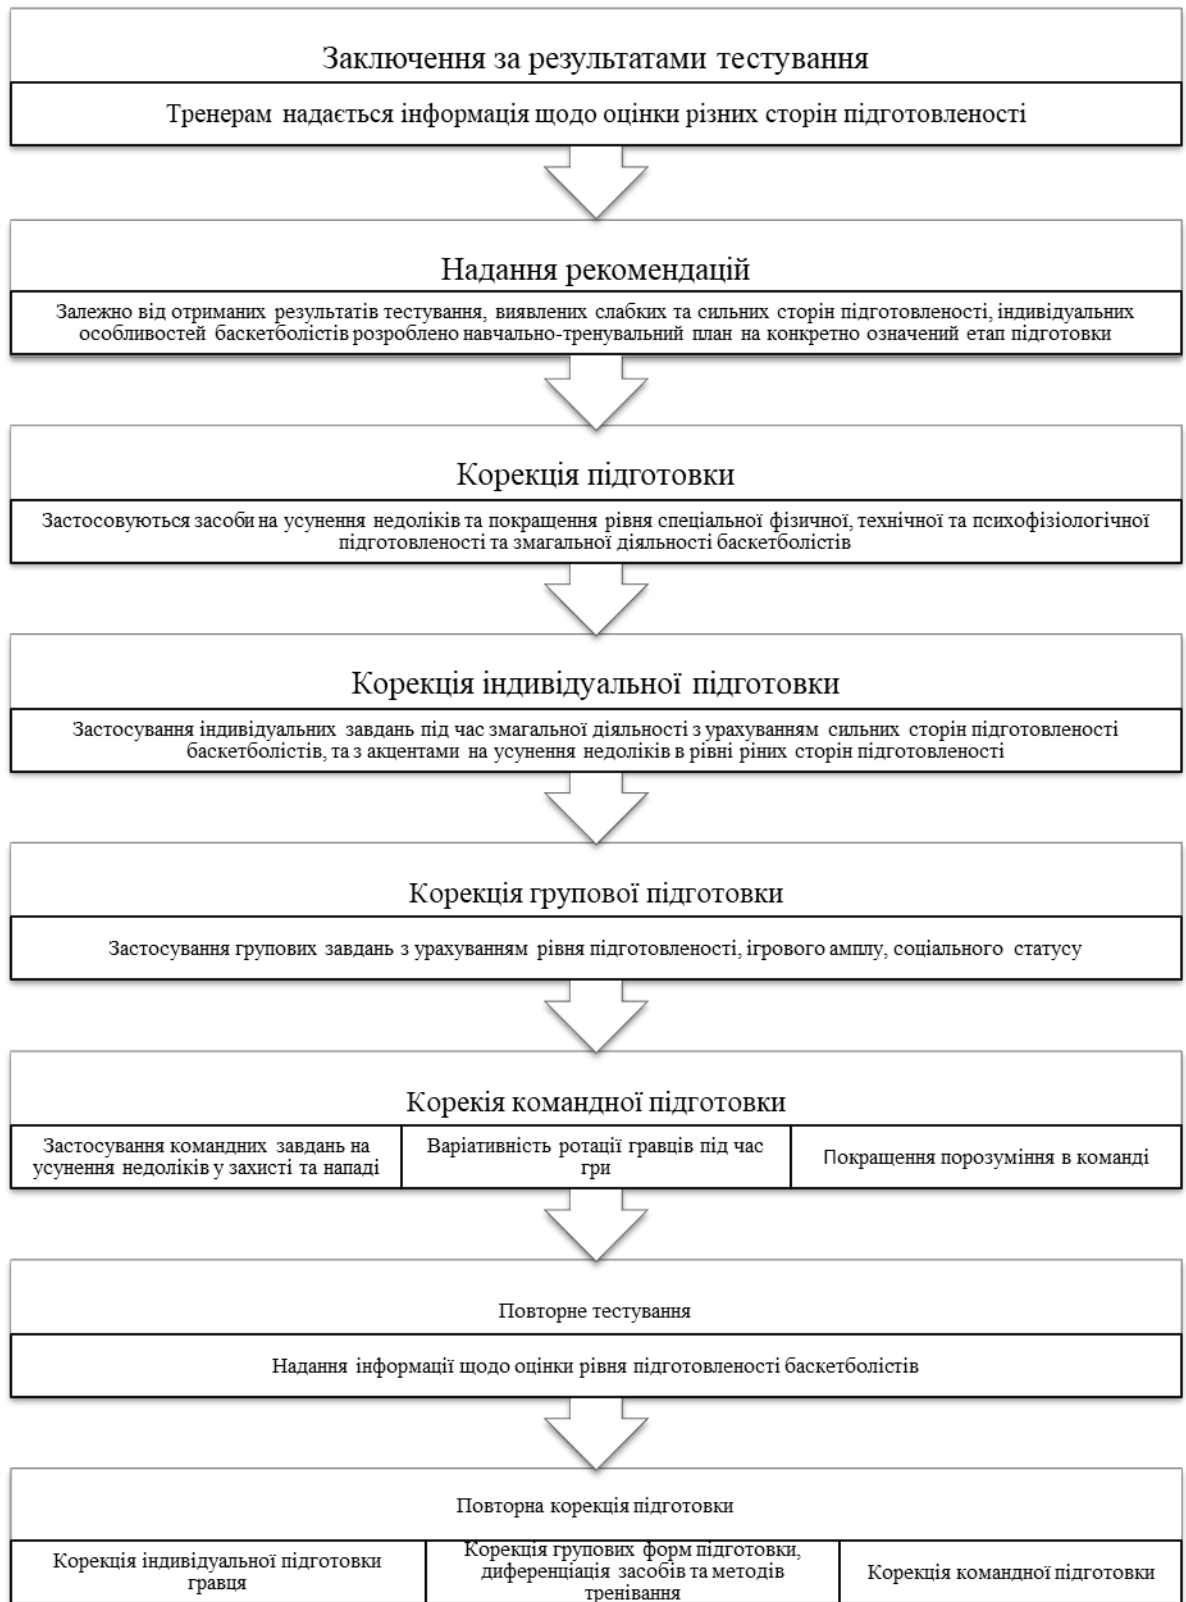 Заключення за результатами тестування
Тренерам надається інформація щодо оцінки різних сторін підготовленості
Надання рекомендацій
Залежно від отриманих результатів тестування, виявлених слабких та сильних сторін підготовленості, індивідуальних
особливостей баскетболістів розроблено навчально-тренувальний план на конкретно означений етап підготовки
Корекція підготовки
Застосовуються засоби на усунення недоліків та покращення рівня спеціальної фізичної, технічної та психофізіологічної
підготовленості та змагальної діяльності баскетболістів
Корекція індивідуальної підготовки
Застосування індивідуальних завдань під час змагальної діяльності з урахуванням сильних сторін підготовленості
баскетболістів, та з акцентами на усунення недоліків в рівні ріних сторін підготовленості
Корекція групової підготовки
Застосування групових завдань з урахуванням рівня підготовленості, ігрового амплу, соціального статусу
Корекія командної підготовки
Застосування командних завдань на
усунення недоліків у захисті та нападі
Варіативність ротації гравців під час
гри
Покращення порозуміння в команді
Повторне тестування
Надання інформації щодо оцінки рівня підготовленості баскетболістів
Повторна корекція підготовки
Корекція індивідуальної підготовки
гравця
Корекція групових форм підготовки,
диференціація засобів та методів
тренівання
Корекція командної підготовки